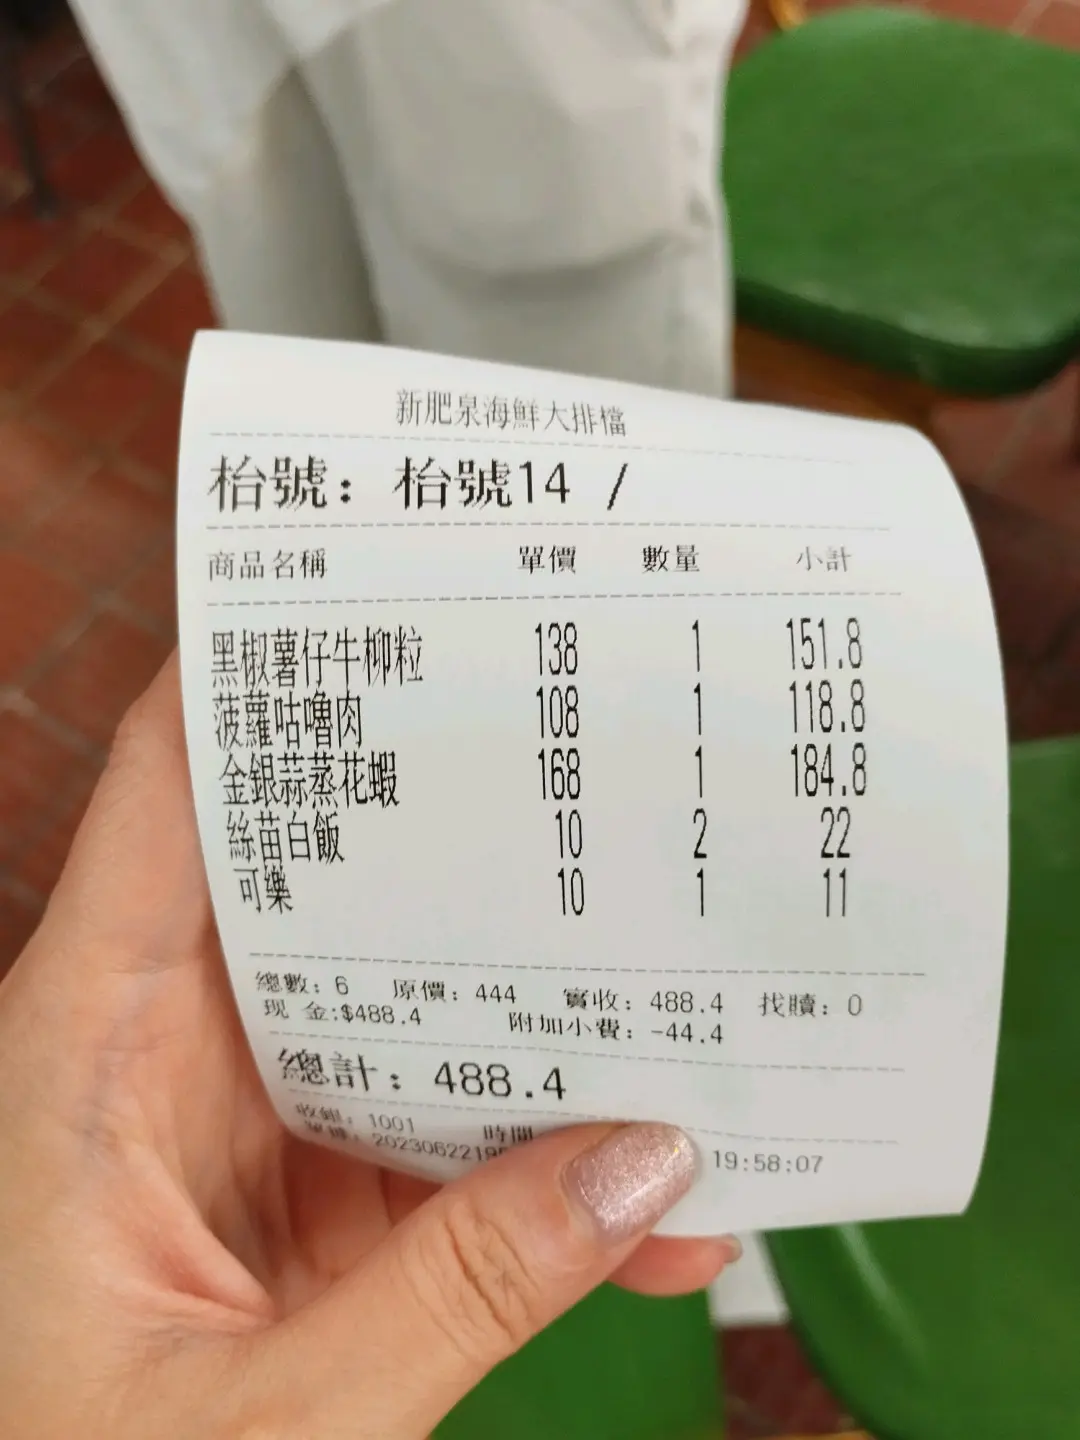 新肥泉海鮮大排檔
枱號：枱號14 /
商品名稱 單價 數量 小計
黑椒薯仔牛柳粒 138 1 151.8
菠蘿咕嚕肉 108 1 118.8
金銀蒜蒸花蝦 168 1 184.8
絲苗白飯 10 2 22
可樂 10 1 11
總數：6 原價：444 實收：488.4 找贖：0
现 金:$488.4 附加小費：-44.4
總計：488.4
收銀：1001 時間 19:58:07
單據：2023062219